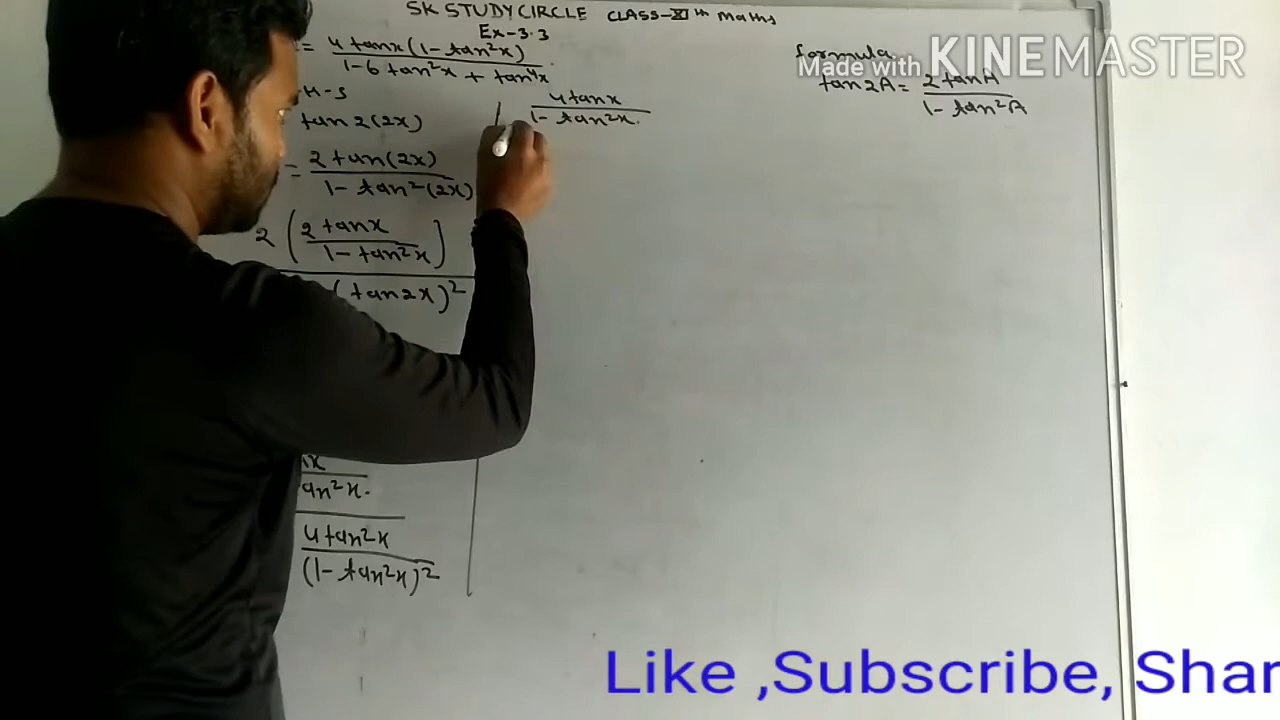 SK STUDY CIRCLE CLASS-XI th Maths
Ex-3.3
= 4 tanx (1 - tan²x)
1 - 6 tan²x + tan⁴x
H-S
tan 2(2x)
= 2 tan(2x)
1 - tan²(2x)
2 ( 2 tanx
1 - tan²x )
(tan2x)²
an²x.
4 tan²x
(1 - tan²x)²
4 tanx
1 - tan²x.
formula
tan2A = 2 tanA
1 - tan²A
Made with KINEMASTER
Like ,Subscribe, Shar